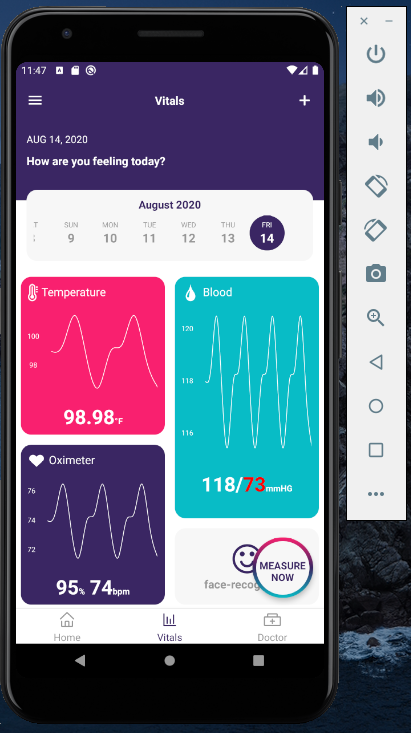 11:47
Vitals
AUG 14, 2020
How are you feeling today?
August 2020
T SUN MON TUE WED THU FRI
9 10 11 12 13 14
Temperature
100
98
98.98°F
Blood
120
118
116
118/73mmHG
Oximeter
76
74
72
95% 74bpm
face-recog
MEASURE
NOW
Home
Vitals
Doctor